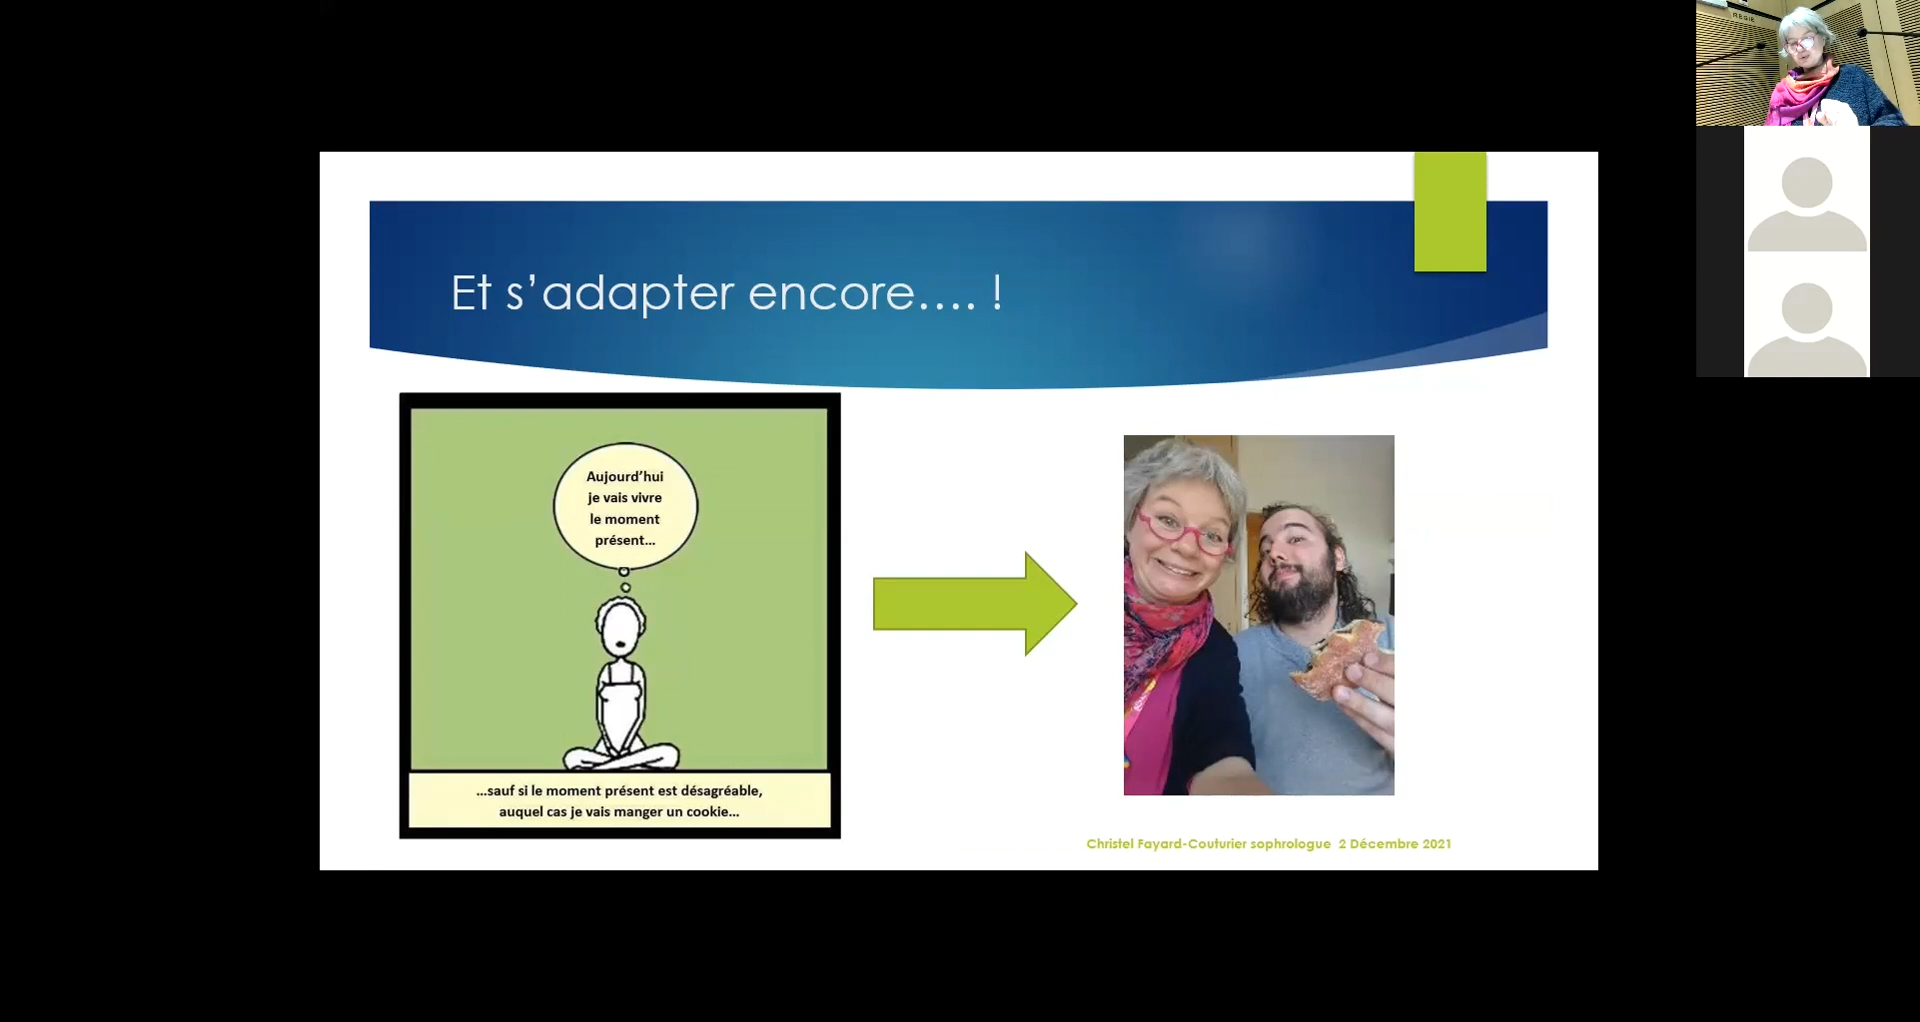 REGIE
Et s’adapter encore…. !
Aujourd’hui
je vais vivre
le moment
présent…
…sauf si le moment présent est désagréable,
auquel cas je vais manger un cookie…
Christel Fayard-Couturier sophrologue 2 Décembre 2021